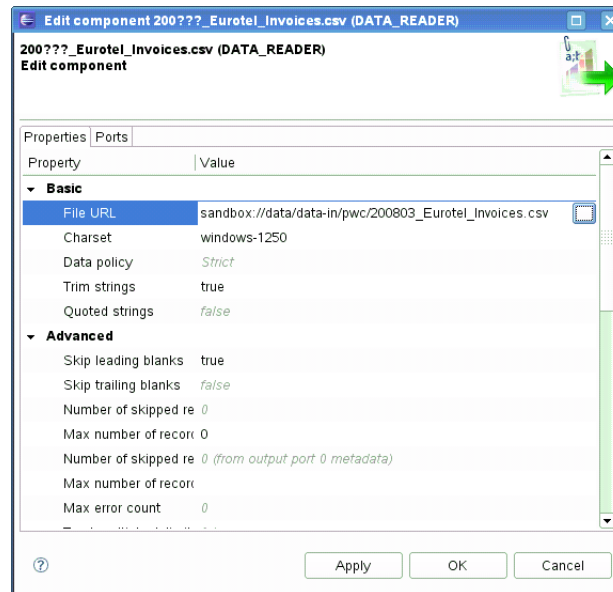 Edit component 200???_Eurotel_Invoices.csv (DATA_READER)
200???_Eurotel_Invoices.csv (DATA_READER)
Edit component
a;t
Properties Ports
Property Value
Basic
File URL sandbox://data/data-in/pwc/200803_Eurotel_Invoices.csv
Charset windows-1250
Data policy Strict
Trim strings true
Quoted strings false
Advanced
Skip leading blanks true
Skip trailing blanks false
Number of skipped re 0
Max number of recor 0
Number of skipped re 0 (from output port 0 metadata)
Max number of recor
Max error count 0
? Apply OK Cancel